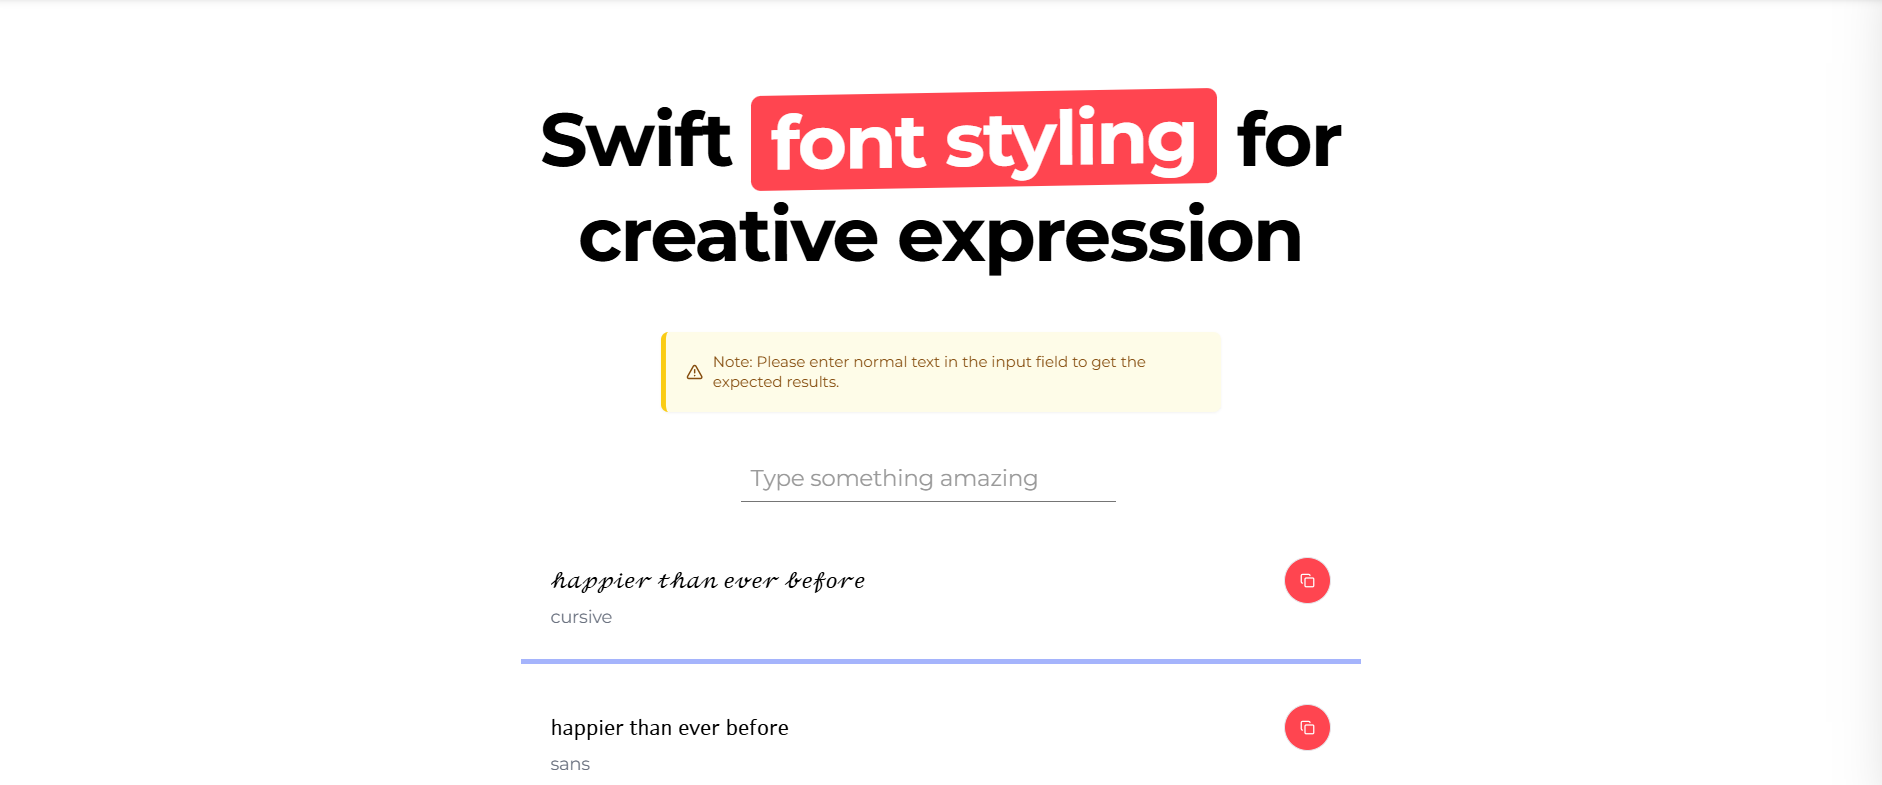 Swift font styling for
creative expression
Note: Please enter normal text in the input field to get the
expected results.
Type something amazing
happier than ever before
cursive
happier than ever before
sans